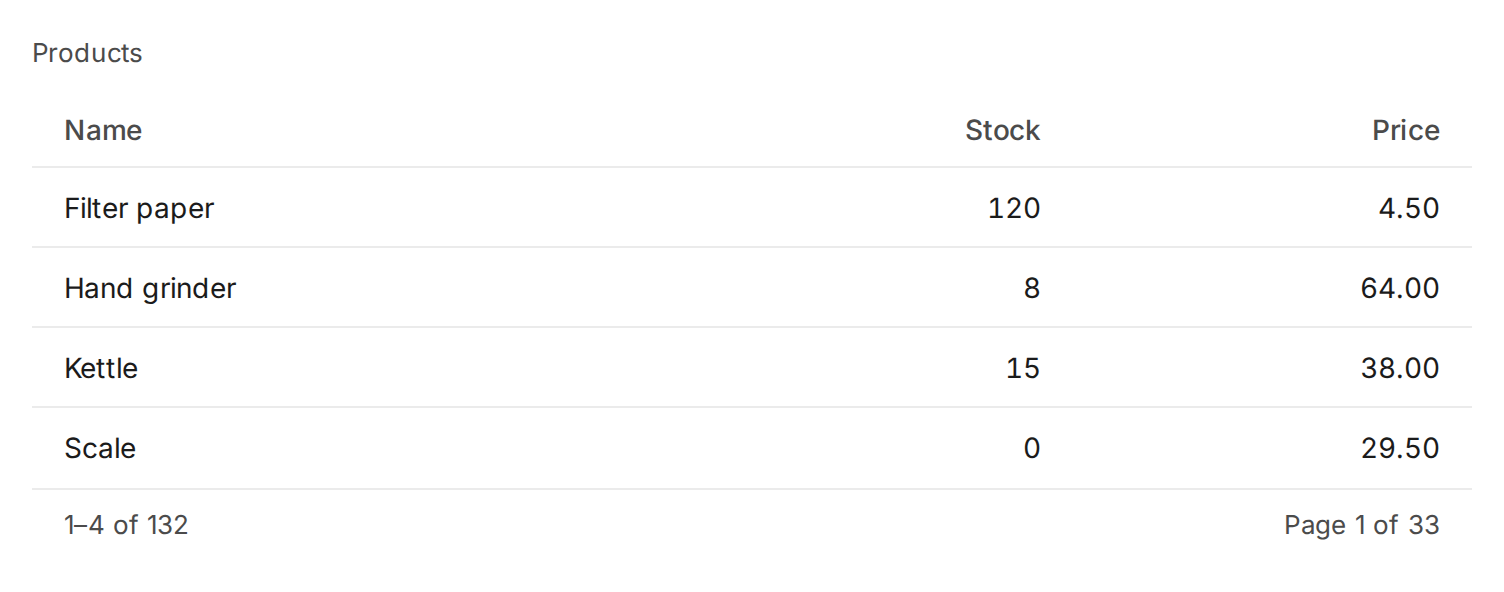 Products
Name Stock Price
Filter paper 120 4.50
Hand grinder 8 64.00
Kettle 15 38.00
Scale 0 29.50
1–4 of 132 Page 1 of 33